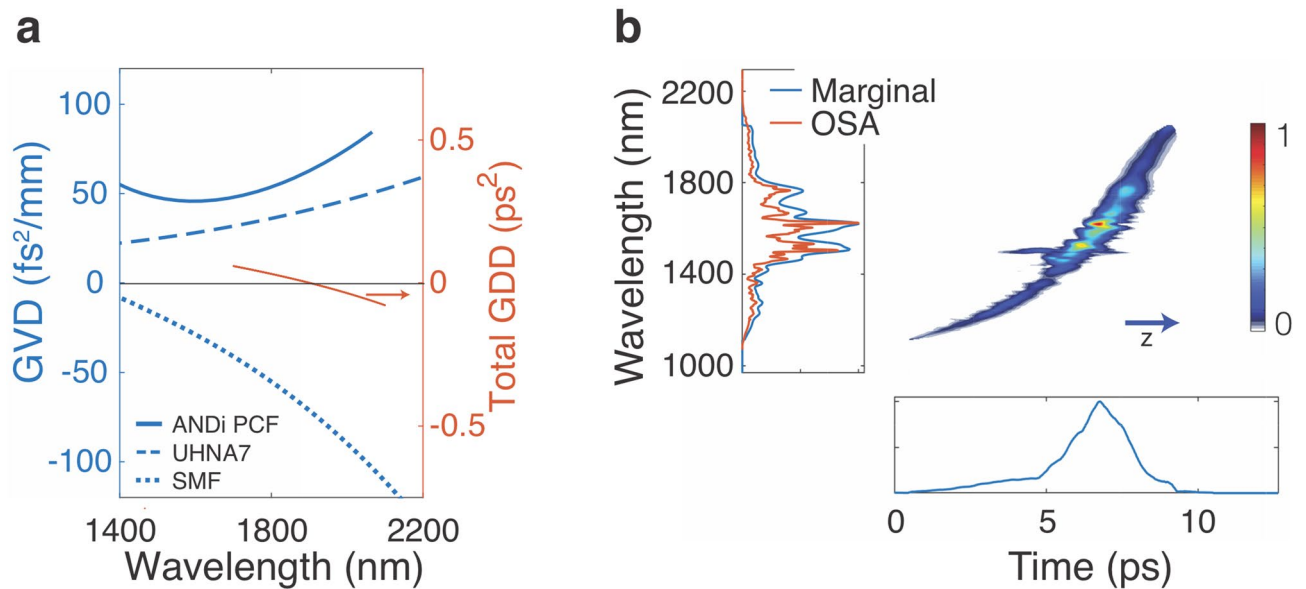 a
100
50
0
-50
-100
GVD (fs²/mm)
0.5
0
-0.5
Total GDD (ps²)
ANDi PCF
UHNA7
SMF
1400
1800
2200
Wavelength (nm)
b
2200
1800
1400
1000
Wavelength (nm)
Marginal
OSA
1
0
z
0
5
10
Time (ps)